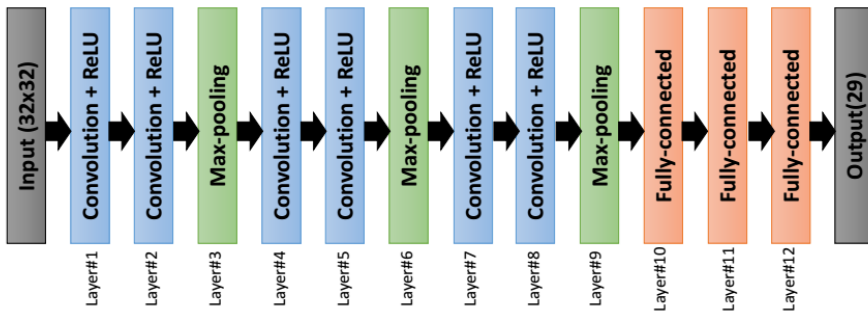 Input (32x32)
Convolution + ReLU
Convolution + ReLU
Max-pooling
Convolution + ReLU
Convolution + ReLU
Max-pooling
Convolution + ReLU
Convolution + ReLU
Max-pooling
Fully-connected
Fully-connected
Fully-connected
Output(29)
Layer#1
Layer#2
Layer#3
Layer#4
Layer#5
Layer#6
Layer#7
Layer#8
Layer#9
Layer#10
Layer#11
Layer#12